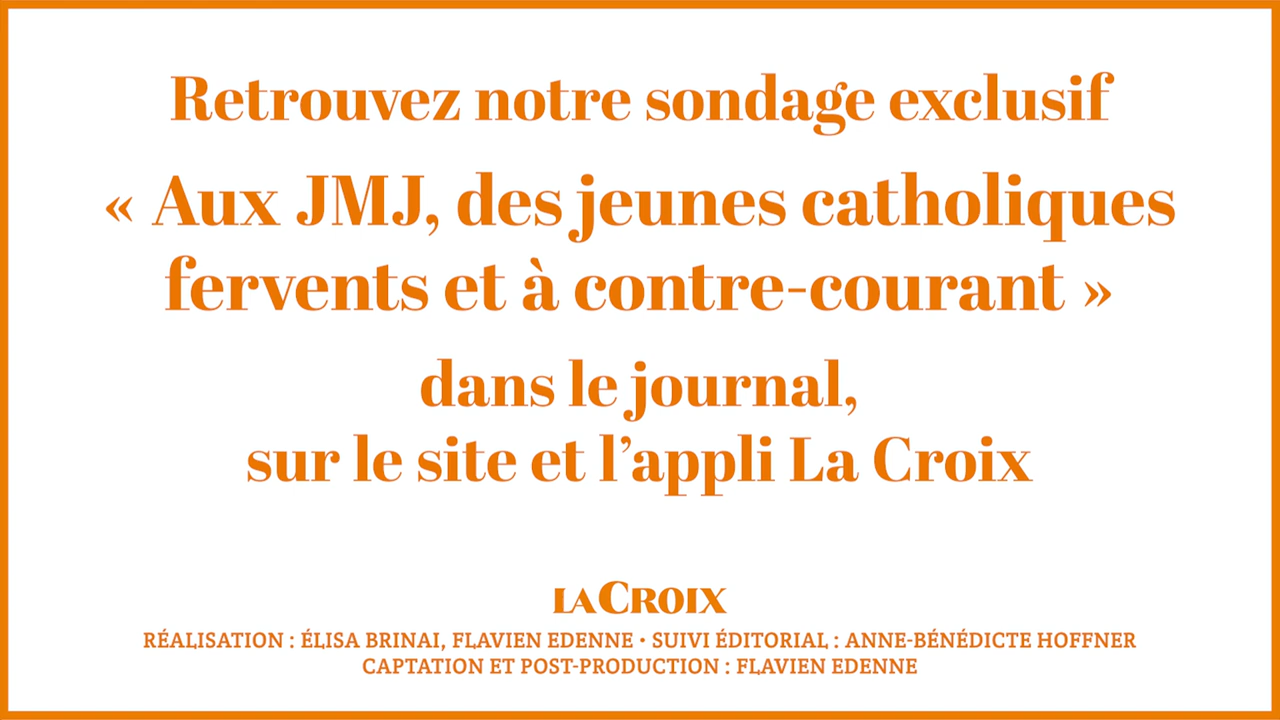 Retrouvez notre sondage exclusif
« Aux JMJ, des jeunes catholiques
fervents et à contre-courant »
dans le journal,
sur le site et l’appli La Croix
LA CROIX
RÉALISATION : ÉLISA BRINAI, FLAVIEN EDENNE • SUIVI ÉDITORIAL : ANNE-BÉNÉDICTE HOFFNER
CAPTATION ET POST-PRODUCTION : FLAVIEN EDENNE